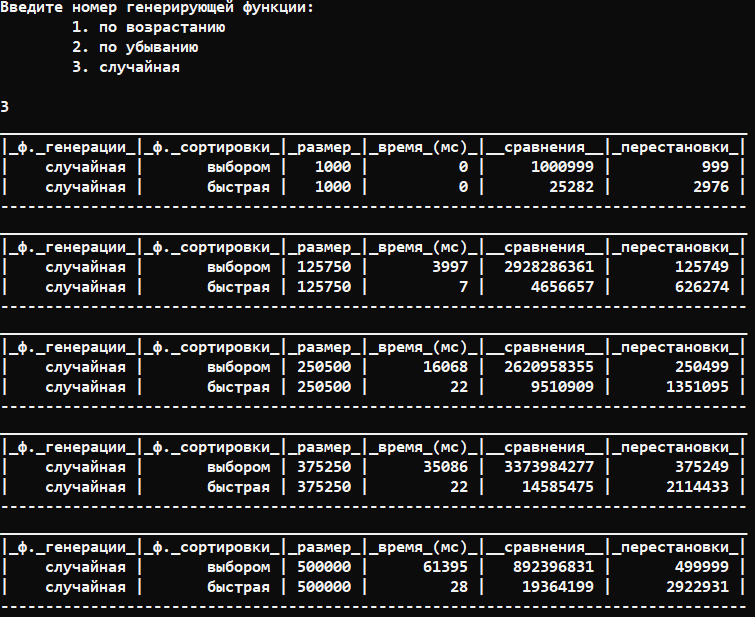 Введите номер генерирующей функции:
1. по возрастанию
2. по убыванию
3. случайная
3
|_ф._генерации_|_ф._сортировки_|_размер_|_время_(мс)_|__сравнения__|_перестановки_|
| случайная | выбором | 1000 | 0 | 1000999 | 999 |
| случайная | быстрая | 1000 | 0 | 25282 | 2976 |
|_ф._генерации_|_ф._сортировки_|_размер_|_время_(мс)_|__сравнения__|_перестановки_|
| случайная | выбором | 125750 | 3997 | 2928286361 | 125749 |
| случайная | быстрая | 125750 | 7 | 4656657 | 626274 |
|_ф._генерации_|_ф._сортировки_|_размер_|_время_(мс)_|__сравнения__|_перестановки_|
| случайная | выбором | 250500 | 16068 | 2620958355 | 250499 |
| случайная | быстрая | 250500 | 22 | 9510909 | 1351095 |
|_ф._генерации_|_ф._сортировки_|_размер_|_время_(мс)_|__сравнения__|_перестановки_|
| случайная | выбором | 375250 | 35086 | 3373984277 | 375249 |
| случайная | быстрая | 375250 | 22 | 14585475 | 2114433 |
|_ф._генерации_|_ф._сортировки_|_размер_|_время_(мс)_|__сравнения__|_перестановки_|
| случайная | выбором | 500000 | 61395 | 892396831 | 499999 |
| случайная | быстрая | 500000 | 28 | 19364199 | 2922931 |